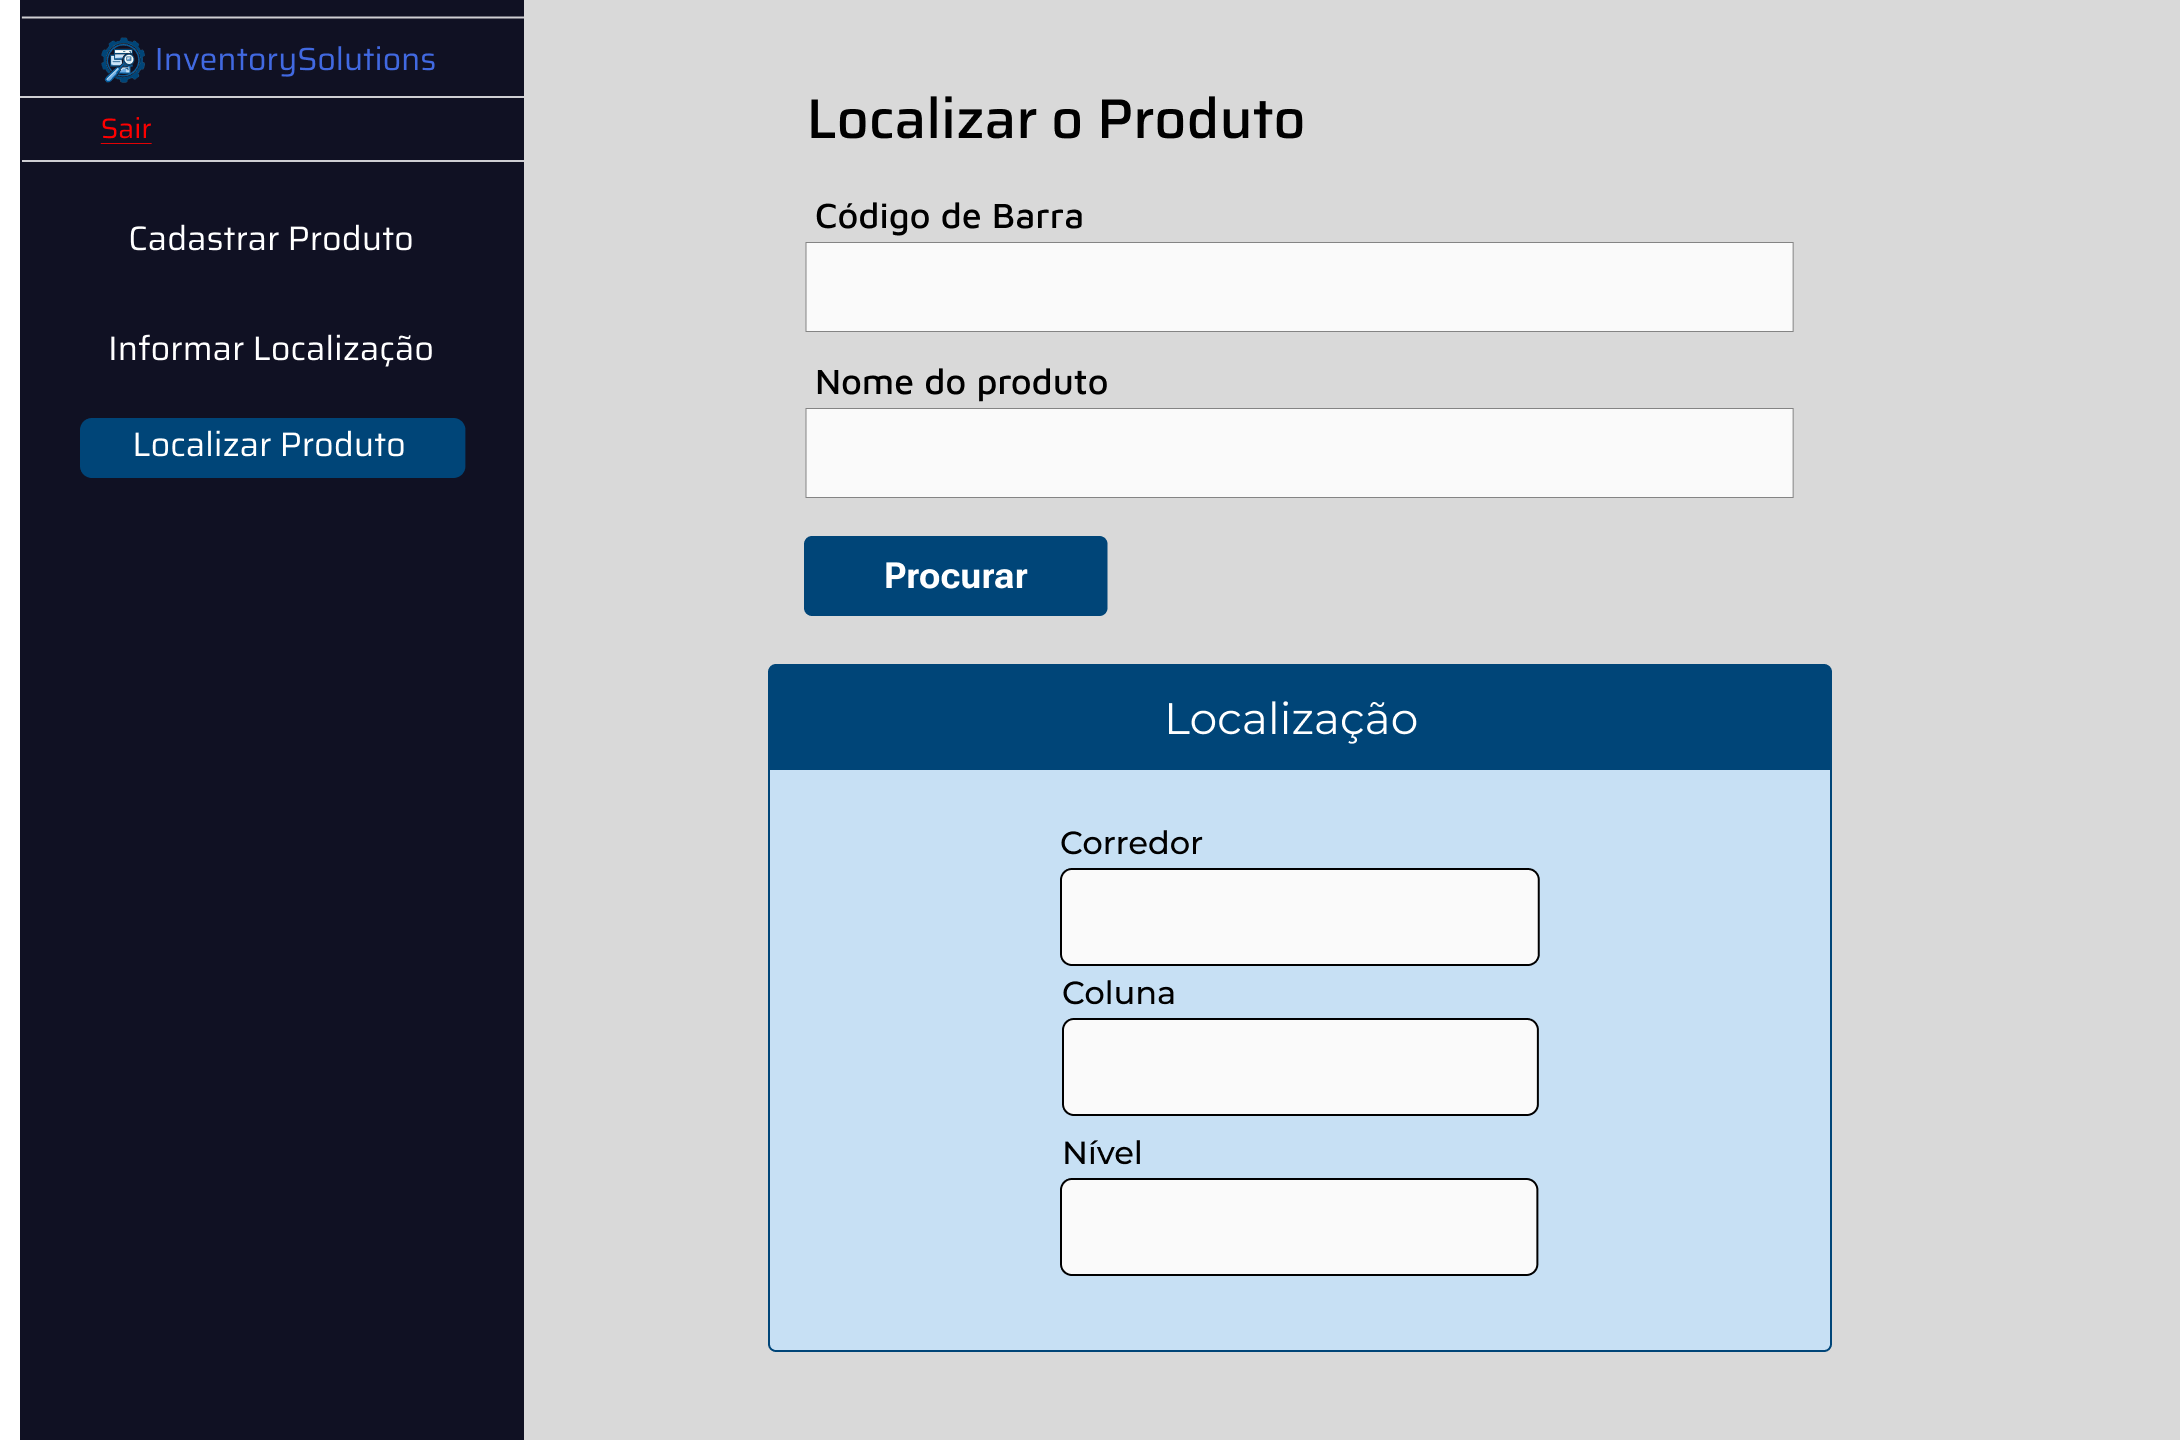 InventorySolutions
Sair
Cadastrar Produto
Informar Localização
Localizar Produto
Localizar o Produto
Código de Barra
Nome do produto
Procurar
Localização
Corredor
Coluna
Nível